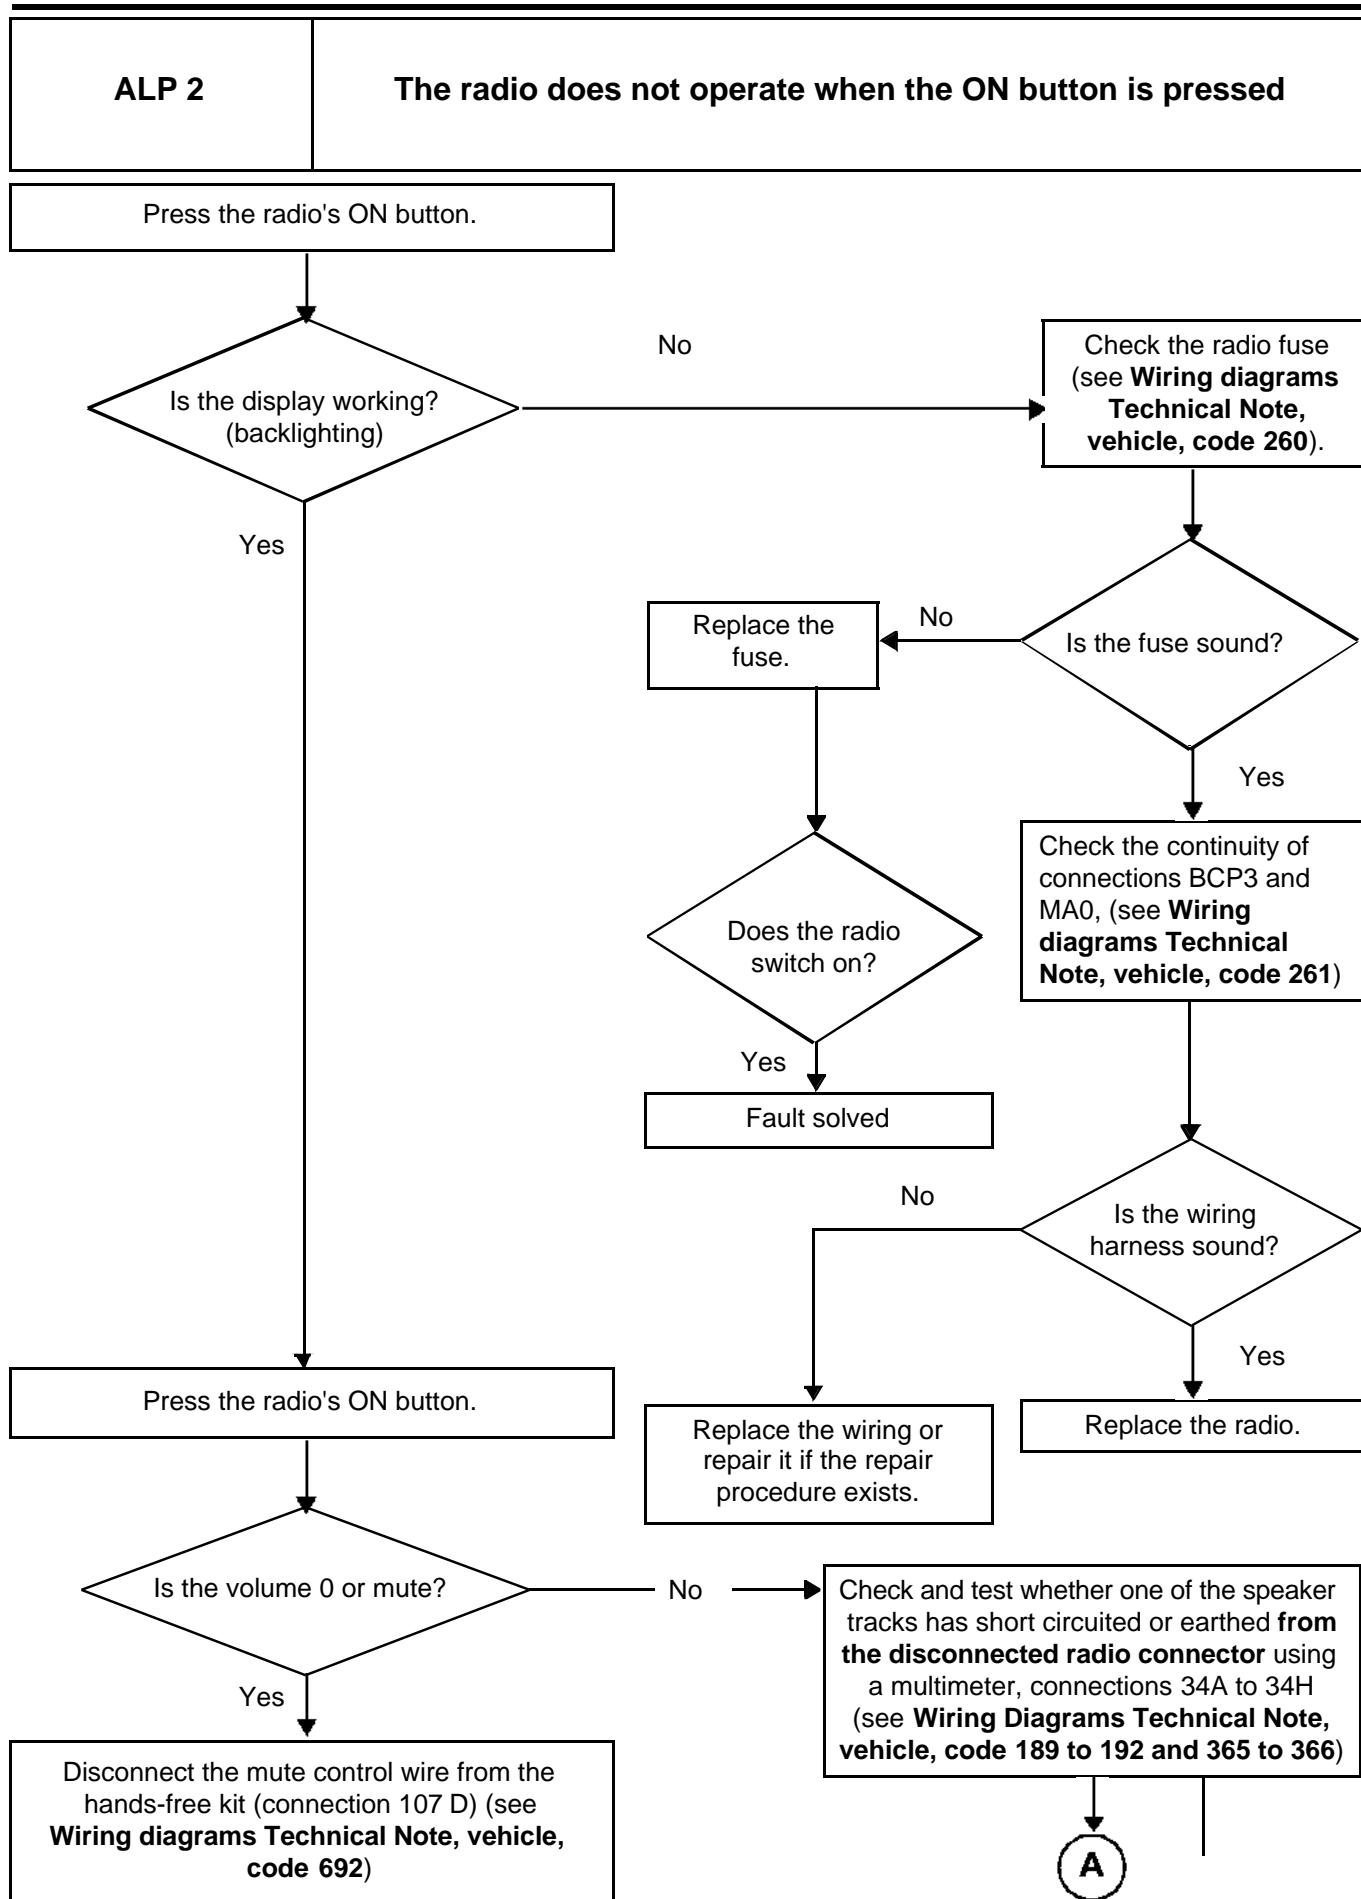 ALP 2
The radio does not operate when the ON button is pressed
Press the radio's ON button.
Is the display working?
(backlighting)
No
Check the radio fuse
(see Wiring diagrams
Technical Note,
vehicle, code 260).
Yes
Is the fuse sound?
No
Replace the
fuse.
Yes
Check the continuity of
connections BCP3 and
MA0, (see Wiring
diagrams Technical
Note, vehicle, code 261)
Does the radio
switch on?
Yes
Fault solved
No
Is the wiring
harness sound?
Yes
Replace the wiring or
repair it if the repair
procedure exists.
Replace the radio.
Press the radio's ON button.
Is the volume 0 or mute?
No
Check and test whether one of the speaker
tracks has short circuited or earthed from
the disconnected radio connector using
a multimeter, connections 34A to 34H
(see Wiring Diagrams Technical Note,
vehicle, code 189 to 192 and 365 to 366)
Yes
Disconnect the mute control wire from the
hands-free kit (connection 107 D) (see
Wiring diagrams Technical Note, vehicle,
code 692)
A